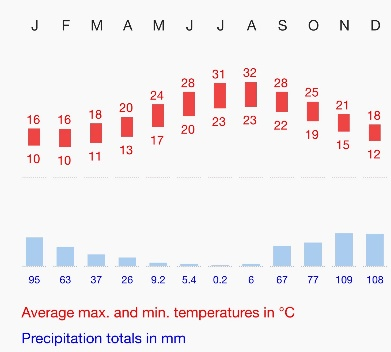 J F M A M J J A S O N D
16 16 18 20 24 28 31 32 28 25 21 18
10 10 11 13 17 20 23 23 22 19 15 12
95 63 37 26 9.2 5.4 0.2 6 67 77 109 108
Average max. and min. temperatures in °C
Precipitation totals in mm